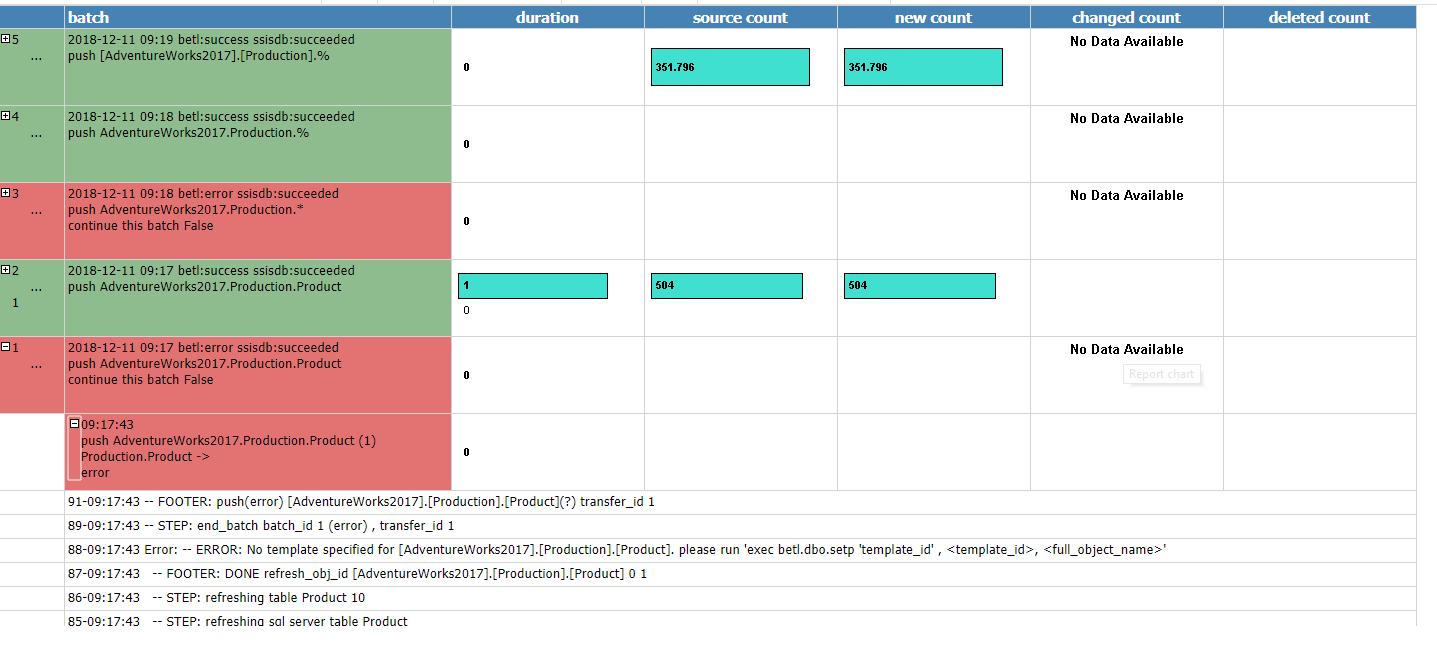 batch duration source count new count changed count deleted count
5 2018-12-11 09:19 betl:success ssisdb:succeeded No Data Available
... push [AdventureWorks2017].[Production].%
0 351.796 351.796
4 2018-12-11 09:18 betl:success ssisdb:succeeded No Data Available
... push AdventureWorks2017.Production.%
0
3 2018-12-11 09:18 betl:error ssisdb:succeeded No Data Available
... push AdventureWorks2017.Production.*
continue this batch False 0
2 2018-12-11 09:17 betl:success ssisdb:succeeded
... push AdventureWorks2017.Production.Product 1 504 504
1 0
1 2018-12-11 09:17 betl:error ssisdb:succeeded No Data Available
... push AdventureWorks2017.Production.Product
continue this batch False 0 Report chart
09:17:43
push AdventureWorks2017.Production.Product (1)
Production.Product -> 0
error
91-09:17:43 -- FOOTER: push(error) [AdventureWorks2017].[Production].[Product](?) transfer_id 1
89-09:17:43 -- STEP: end_batch batch_id 1 (error) , transfer_id 1
88-09:17:43 Error: -- ERROR: No template specified for [AdventureWorks2017].[Production].[Product]. please run 'exec betl.dbo.setp 'template_id' , <template_id>, <full_object_name>'
87-09:17:43 -- FOOTER: DONE refresh_obj_id [AdventureWorks2017].[Production].[Product] 0 1
86-09:17:43 -- STEP: refreshing table Product 10
85-09:17:43 -- STEP: refreshing sql server table Product